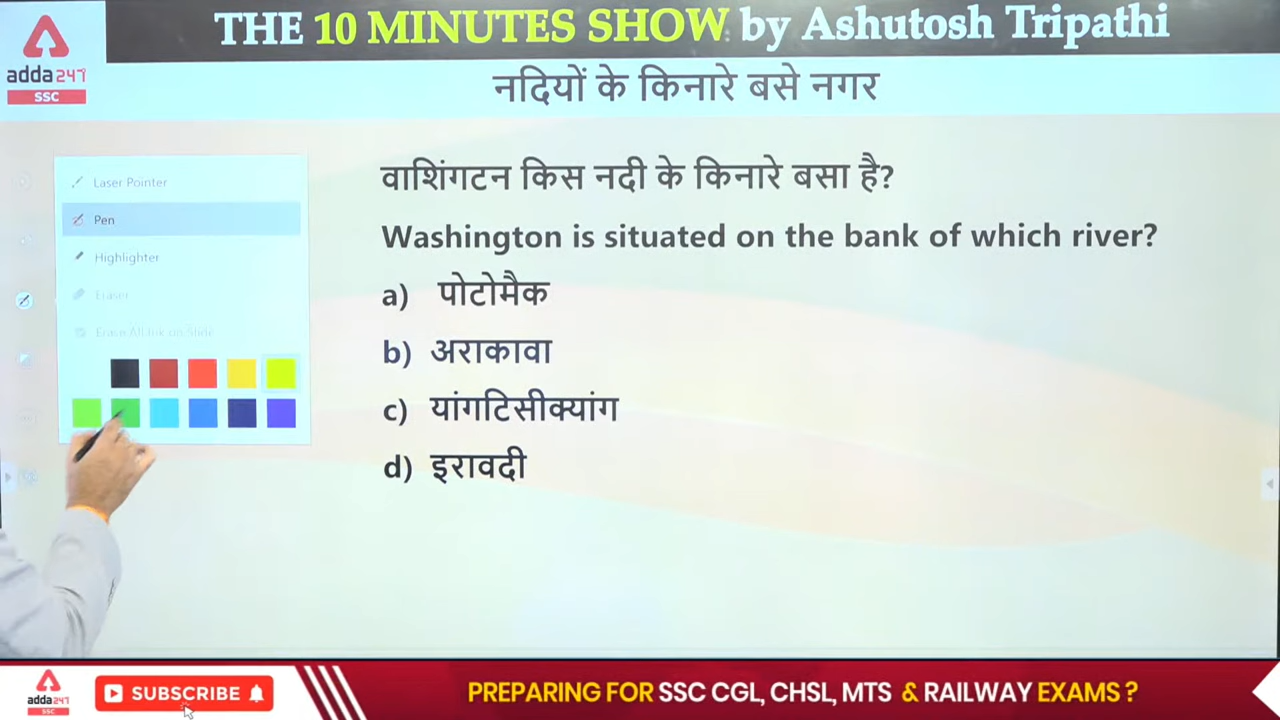 THE 10 MINUTES SHOW: by Ashutosh Tripathi
adda247
SSC
नदियों के किनारे बसे नगर
वाशिंगटन किस नदी के किनारे बसा है?
Washington is situated on the bank of which river?
a) पोटोमैक
b) अराकावा
c) यांगटिसीक्यांग
d) इरावदी
Laser Pointer
Pen
Highlighter
Eraser
Erase All Ink on Slide
adda247
SSC
SUBSCRIBE
PREPARING FOR SSC CGL, CHSL, MTS & RAILWAY EXAMS ?